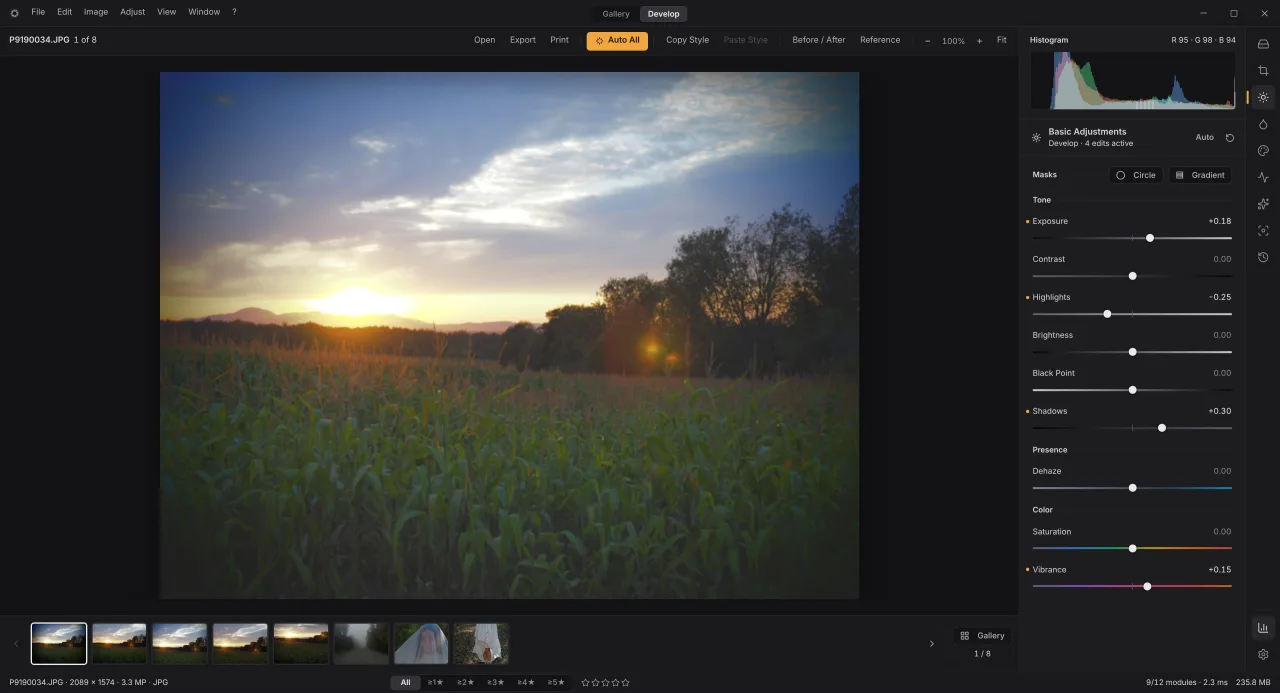 File Edit Image Adjust View Window ?
Gallery Develop
P9190034.JPG 1 of 8
Open Export Print Auto All Copy Style Paste Style Before / After Reference − 100% + Fit
Histogram R 95 · G 98 · B 94
Basic Adjustments
Develop · 4 edits active
Auto
Masks Circle Gradient
Tone
Exposure +0.18
Contrast 0.00
Highlights -0.25
Brightness 0.00
Black Point 0.00
Shadows +0.30
Presence
Dehaze 0.00
Color
Saturation 0.00
Vibrance +0.15
Gallery
1 / 8
P9190034.JPG · 2089 × 1574 · 3.3 MP · JPG
All ≥1★ ≥2★ ≥3★ ≥4★ ≥5★ ☆☆☆☆☆
9/12 modules · 2.3 ms 235.8 MB